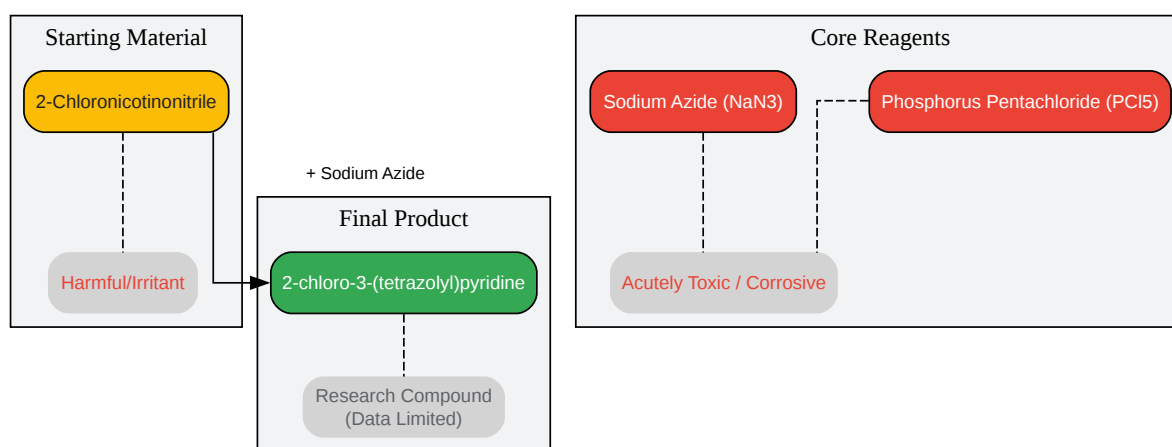 Starting Material
2-Chloronicotinonitrile
Harmful/Irritant
+ Sodium Azide
Final Product
2-chloro-3-(tetrazolyl)pyridine
Research Compound
(Data Limited)
Core Reagents
Sodium Azide (NaN3)
Phosphorus Pentachloride (PCl5)
Acutely Toxic / Corrosive